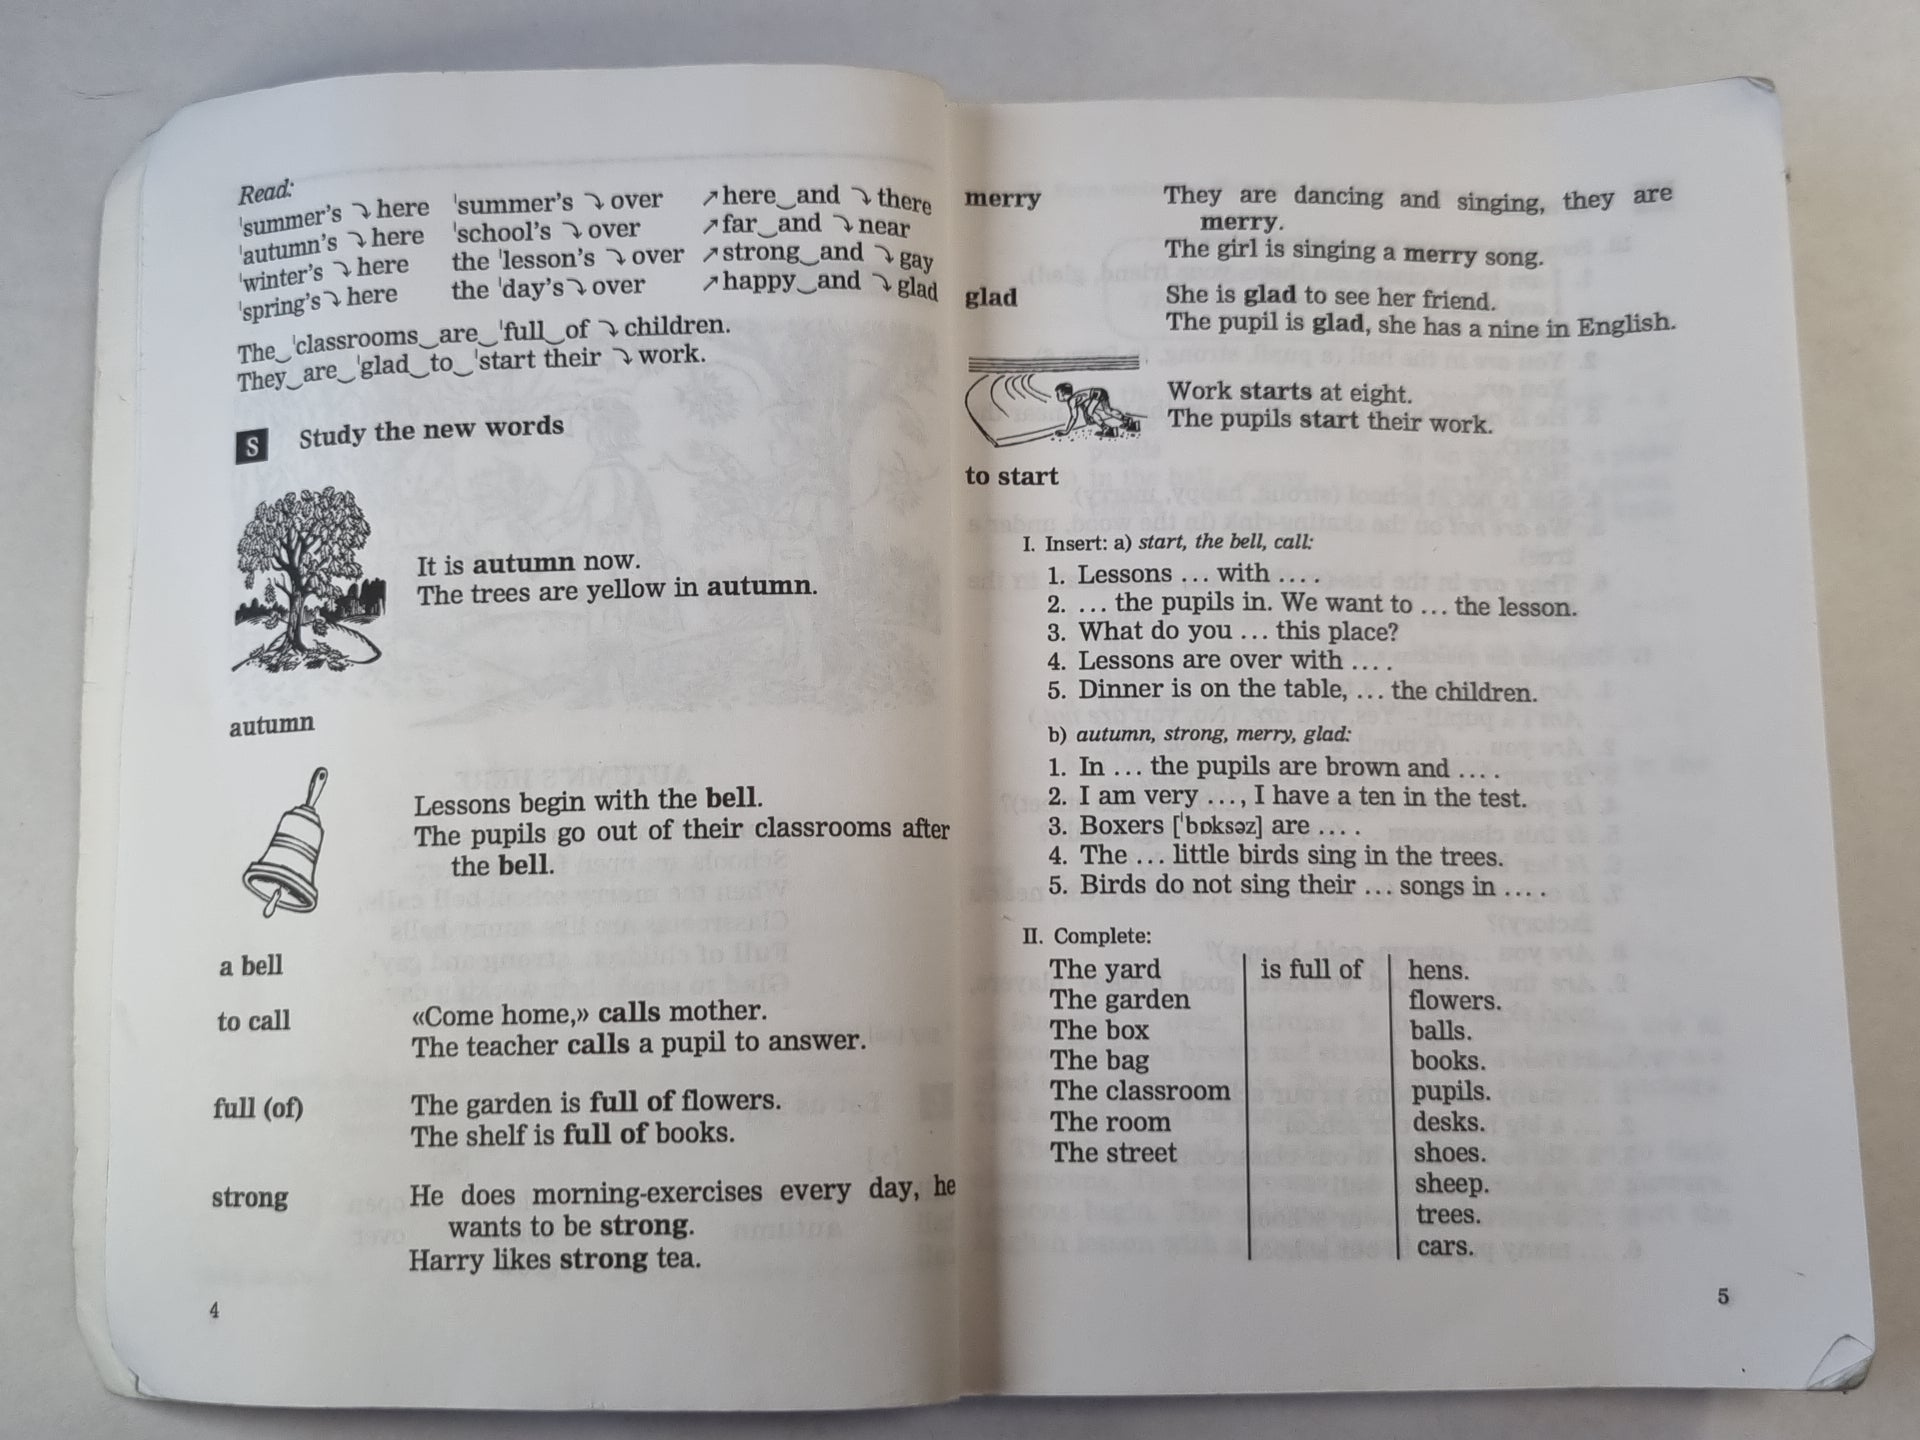 Read:
ˈsummer's ⤵ here ˈsummer's ⤵ over ↗here‿and ⤵ there
ˈautumn's ⤵ here ˈschool's ⤵ over ↗far‿and ⤵ near
ˈwinter's ⤵ here the ˈlesson's ⤵ over ↗strong‿and ⤵ gay
ˈspring's ⤵ here the ˈday's ⤵ over ↗happy‿and ⤵ glad
The‿ˈclassrooms‿are‿ˈfull‿of ⤵ children.
They‿are‿ˈglad‿to‿ˈstart their ⤵ work.
S Study the new words
It is autumn now.
The trees are yellow in autumn.
autumn
Lessons begin with the bell.
The pupils go out of their classrooms after
the bell.
a bell
to call «Come home,» calls mother.
The teacher calls a pupil to answer.
full (of) The garden is full of flowers.
The shelf is full of books.
strong He does morning-exercises every day, he
wants to be strong.
Harry likes strong tea.
4
merry They are dancing and singing, they are
merry.
The girl is singing a merry song.
glad She is glad to see her friend.
The pupil is glad, she has a nine in English.
Work starts at eight.
The pupils start their work.
to start
I. Insert: a) start, the bell, call:
1. Lessons ... with ....
2. ... the pupils in. We want to ... the lesson.
3. What do you ... this place?
4. Lessons are over with ....
5. Dinner is on the table, ... the children.
b) autumn, strong, merry, glad:
1. In ... the pupils are brown and ....
2. I am very ..., I have a ten in the test.
3. Boxers [ˈbɒksəz] are ....
4. The ... little birds sing in the trees.
5. Birds do not sing their ... songs in ....
II. Complete:
The yard is full of hens.
The garden flowers.
The box balls.
The bag books.
The classroom pupils.
The room desks.
The street shoes.
sheep.
trees.
cars.
5